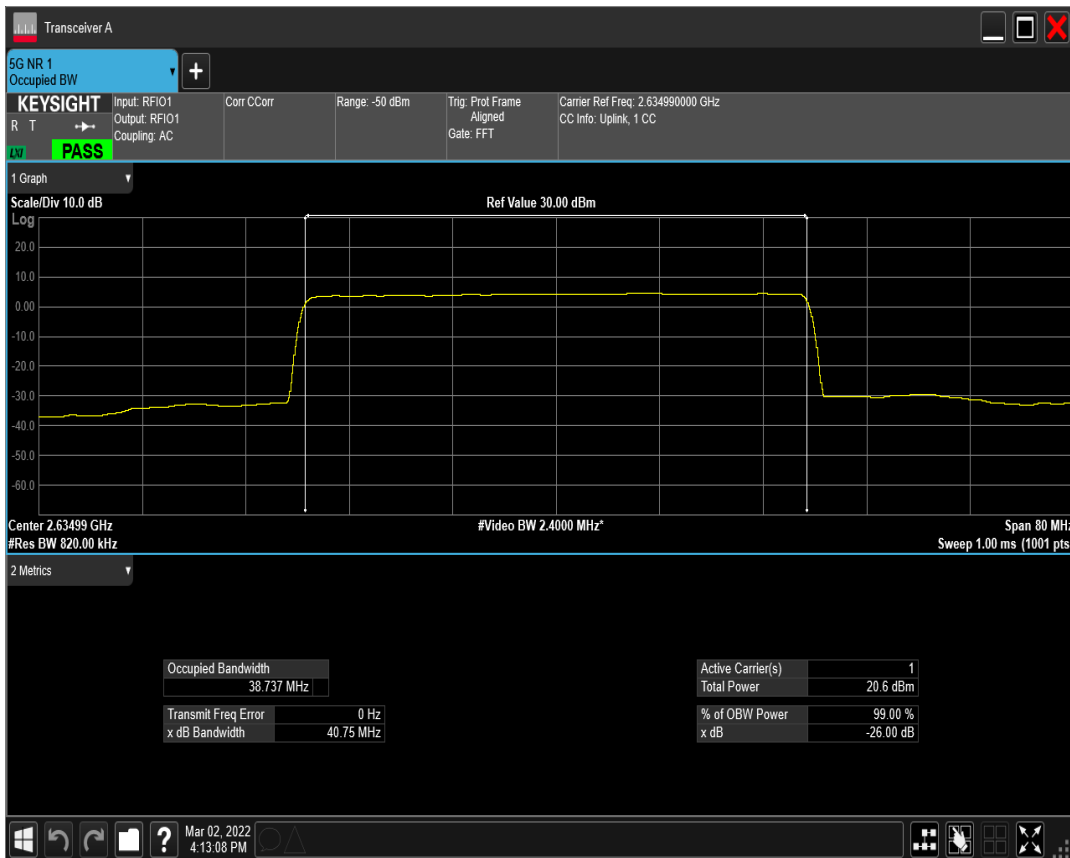 Transceiver A
5G NR 1
Occupied BW
+
KEYSIGHT
R T
LXI
PASS
Input: RFIO1
Output: RFIO1
Coupling: AC
Corr CCorr
Range: -50 dBm
Trig: Prot Frame
Aligned
Gate: FFT
Carrier Ref Freq: 2.634990000 GHz
CC Info: Uplink, 1 CC
1 Graph
Scale/Div 10.0 dB
Ref Value 30.00 dBm
Log
20.0
10.0
0.00
-10.0
-20.0
-30.0
-40.0
-50.0
-60.0
Center 2.63499 GHz
#Video BW 2.4000 MHz*
Span 80 MHz
#Res BW 820.00 kHz
Sweep 1.00 ms (1001 pts
2 Metrics
Occupied Bandwidth
38.737 MHz
Transmit Freq Error 0 Hz
x dB Bandwidth 40.75 MHz
Active Carrier(s) 1
Total Power 20.6 dBm
% of OBW Power 99.00 %
x dB -26.00 dB
?
Mar 02, 2022
4:13:08 PM